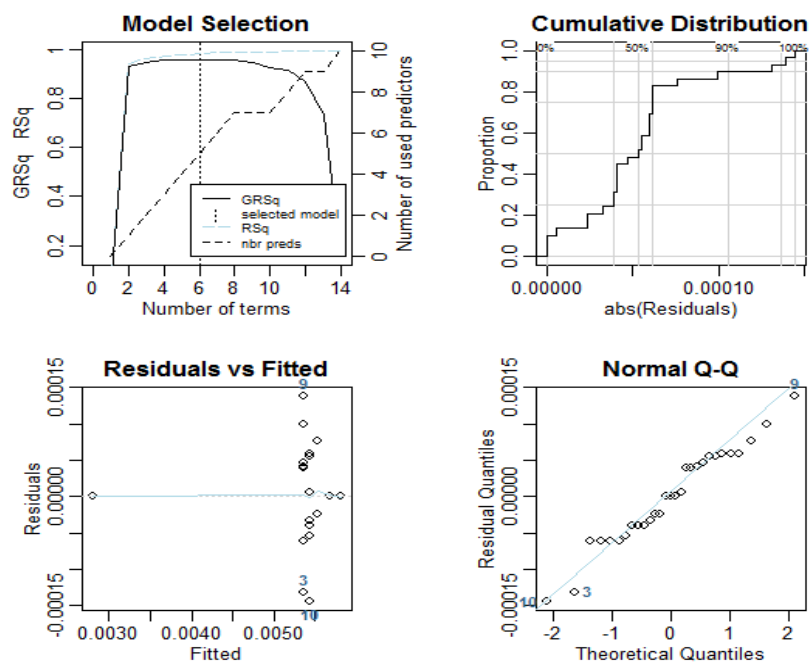 Model Selection
GRSq RSq
0.2 0.4 0.6 0.8 1
0 2 4 6 8 10
Number of used predictors
GRSq
selected model
RSq
nbr preds
0 2 4 6 8 10 14
Number of terms
Cumulative Distribution
0% 50% 90% 100%
Proportion
0.0 0.2 0.4 0.6 0.8 1.0
0.00000 0.00010
abs(Residuals)
Residuals vs Fitted
Residuals
-0.00015 0.00000 0.00015
9
3
10
0.0030 0.0040 0.0050
Fitted
Normal Q-Q
Residual Quantiles
-0.00015 0.00000 0.00015
9
3
10
-2 -1 0 1 2
Theoretical Quantiles